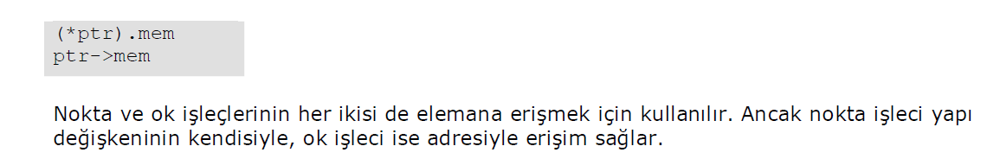 (*ptr).mem
ptr->mem
Nokta ve ok işleçlerinin her ikisi de elemana erişmek için kullanılır. Ancak nokta işleci yapı
değişkeninin kendisiyle, ok işleci ise adresiyle erişim sağlar.